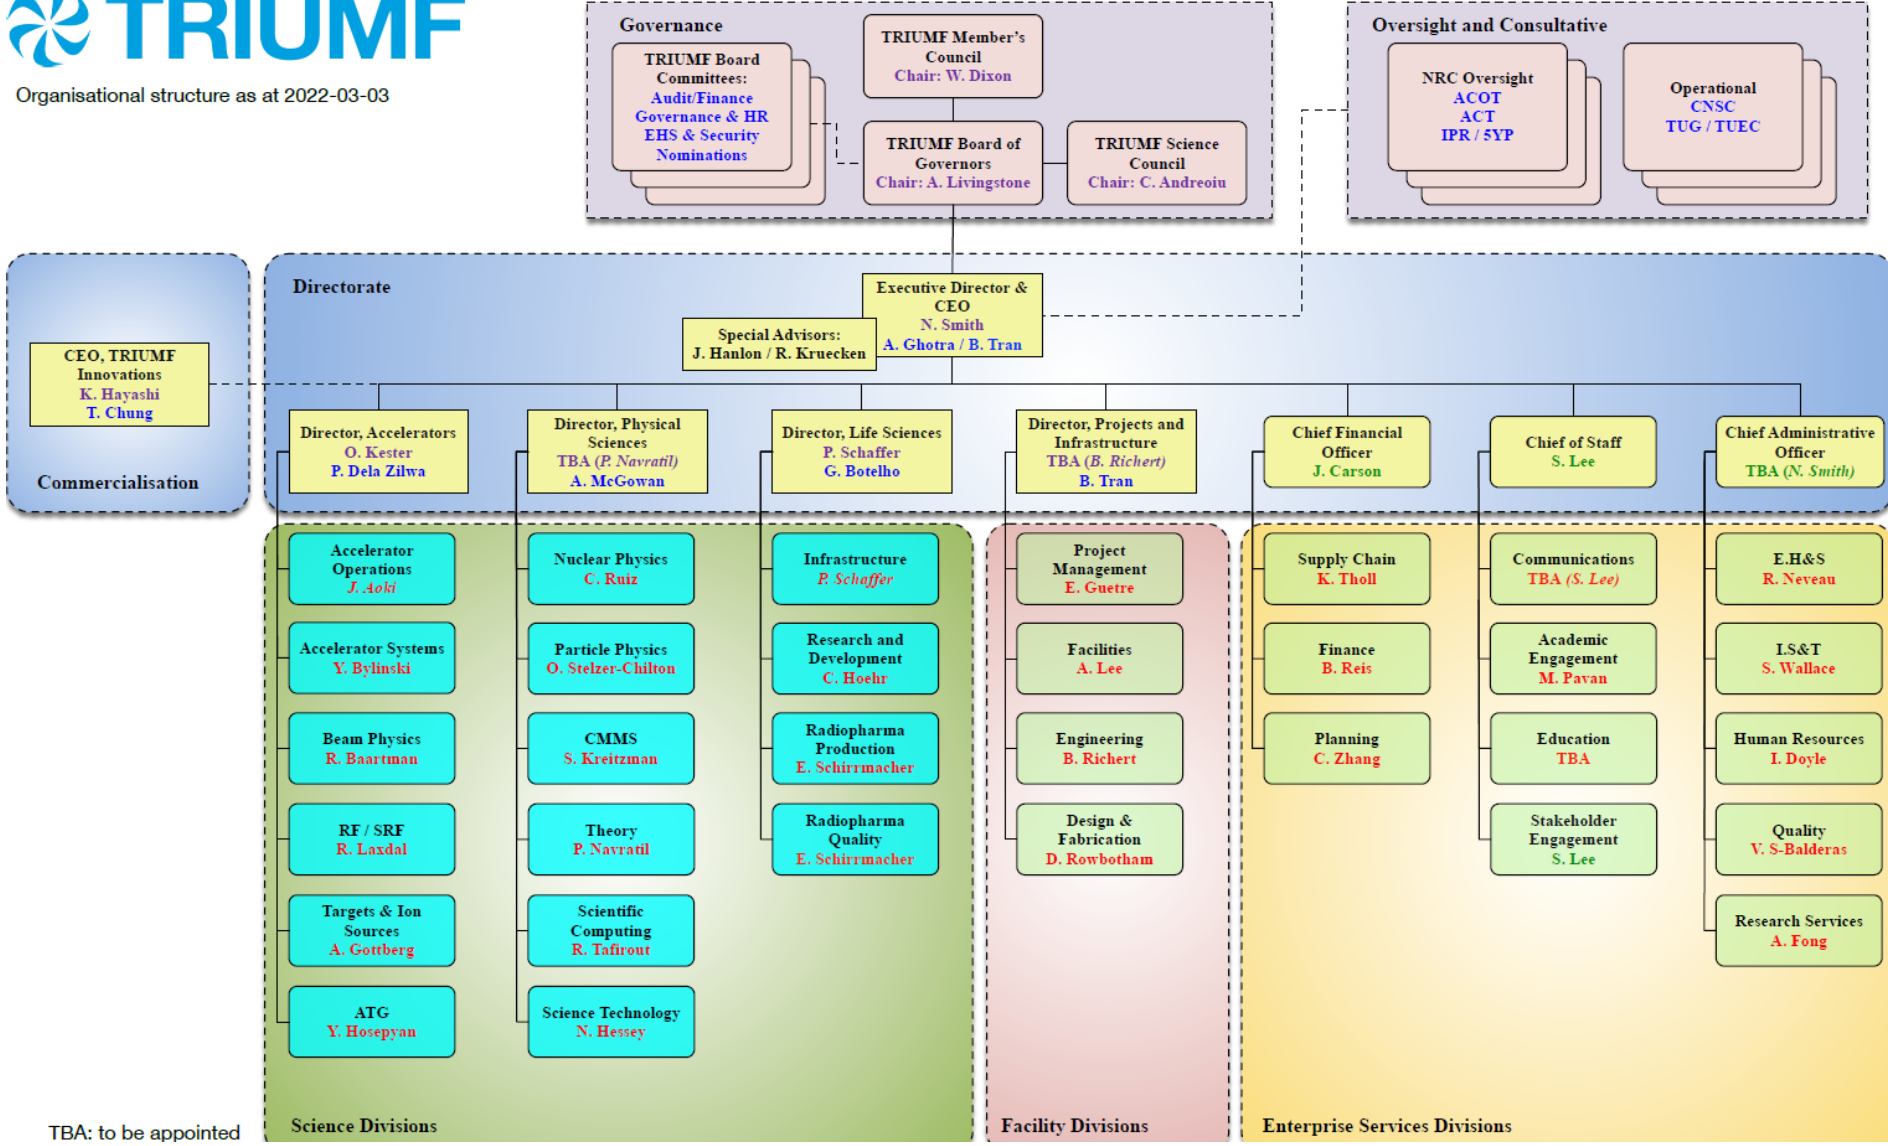 TRIUMF
Organisational structure as at 2022-03-03
Governance
TRIUMF Board
Committees:
Audit/Finance
Governance & HR
EHS & Security
Nominations
TRIUMF Member's
Council
Chair: W. Dixon
TRIUMF Board of
Governors
Chair: A. Livingstone
TRIUMF Science
Council
Chair: C. Andreoiu
Oversight and Consultative
NRC Oversight
ACOT
ACT
IPR / 5YP
Operational
CNSC
TUG / TUEC
Directorate
Executive Director &
CEO
N. Smith
A. Ghotra / B. Tran
Special Advisors:
J. Hanlon / R. Kruecken
CEO, TRIUMF
Innovations
K. Hayashi
T. Chung
Commercialisation
Director, Accelerators
O. Kester
P. Dela Zilwa
Director, Physical
Sciences
TBA (P. Navratil)
A. McGowan
Director, Life Sciences
P. Schaffer
G. Botelho
Director, Projects and
Infrastructure
TBA (B. Richert)
B. Tran
Chief Financial
Officer
J. Carson
Chief of Staff
S. Lee
Chief Administrative
Officer
TBA (N. Smith)
Accelerator
Operations
J. Aoki
Accelerator Systems
Y. Bylinski
Beam Physics
R. Baartman
RF / SRF
R. Laxdal
Targets & Ion
Sources
A. Gottberg
ATG
Y. Hosepyan
Nuclear Physics
C. Ruiz
Particle Physics
O. Stelzer-Chilton
CMMS
S. Kreitzman
Theory
P. Navratil
Scientific
Computing
R. Tafirout
Science Technology
N. Hessey
Infrastructure
P. Schaffer
Research and
Development
C. Hoehr
Radiopharma
Production
E. Schirrmacher
Radiopharma
Quality
E. Schirrmacher
Science Divisions
Project
Management
E. Guetre
Facilities
A. Lee
Engineering
B. Richert
Design &
Fabrication
D. Rowbotham
Facility Divisions
Supply Chain
K. Tholl
Finance
B. Reis
Planning
C. Zhang
Communications
TBA (S. Lee)
Academic
Engagement
M. Pavan
Education
TBA
Stakeholder
Engagement
S. Lee
E.H&S
R. Neveau
I.S&T
S. Wallace
Human Resources
I. Doyle
Quality
V. S-Balderas
Research Services
A. Fong
Enterprise Services Divisions
TBA: to be appointed